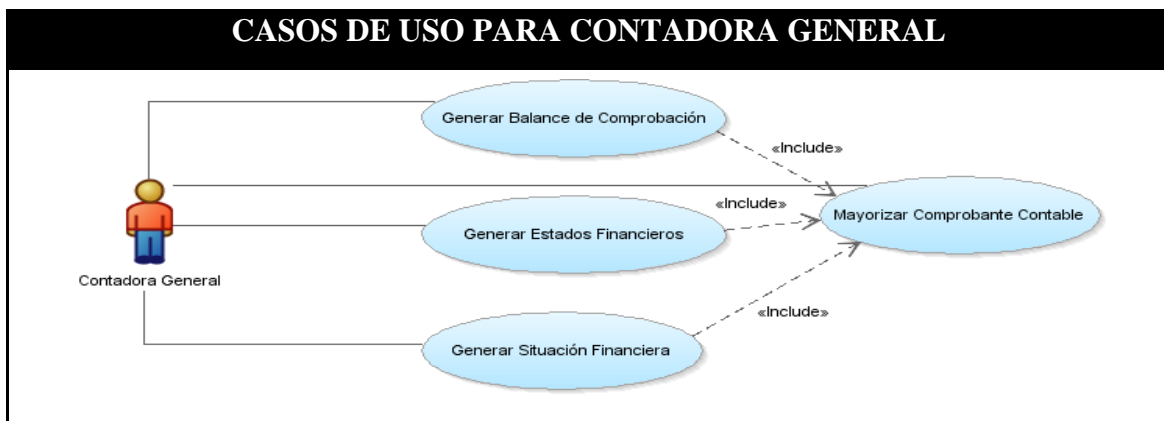 CASOS DE USO PARA CONTADORA GENERAL
Generar Balance de Comprobación
«Include»
«Include»
Mayorizar Comprobante Contable
Generar Estados Financieros
Contadora General
«Include»
Generar Situación Financiera